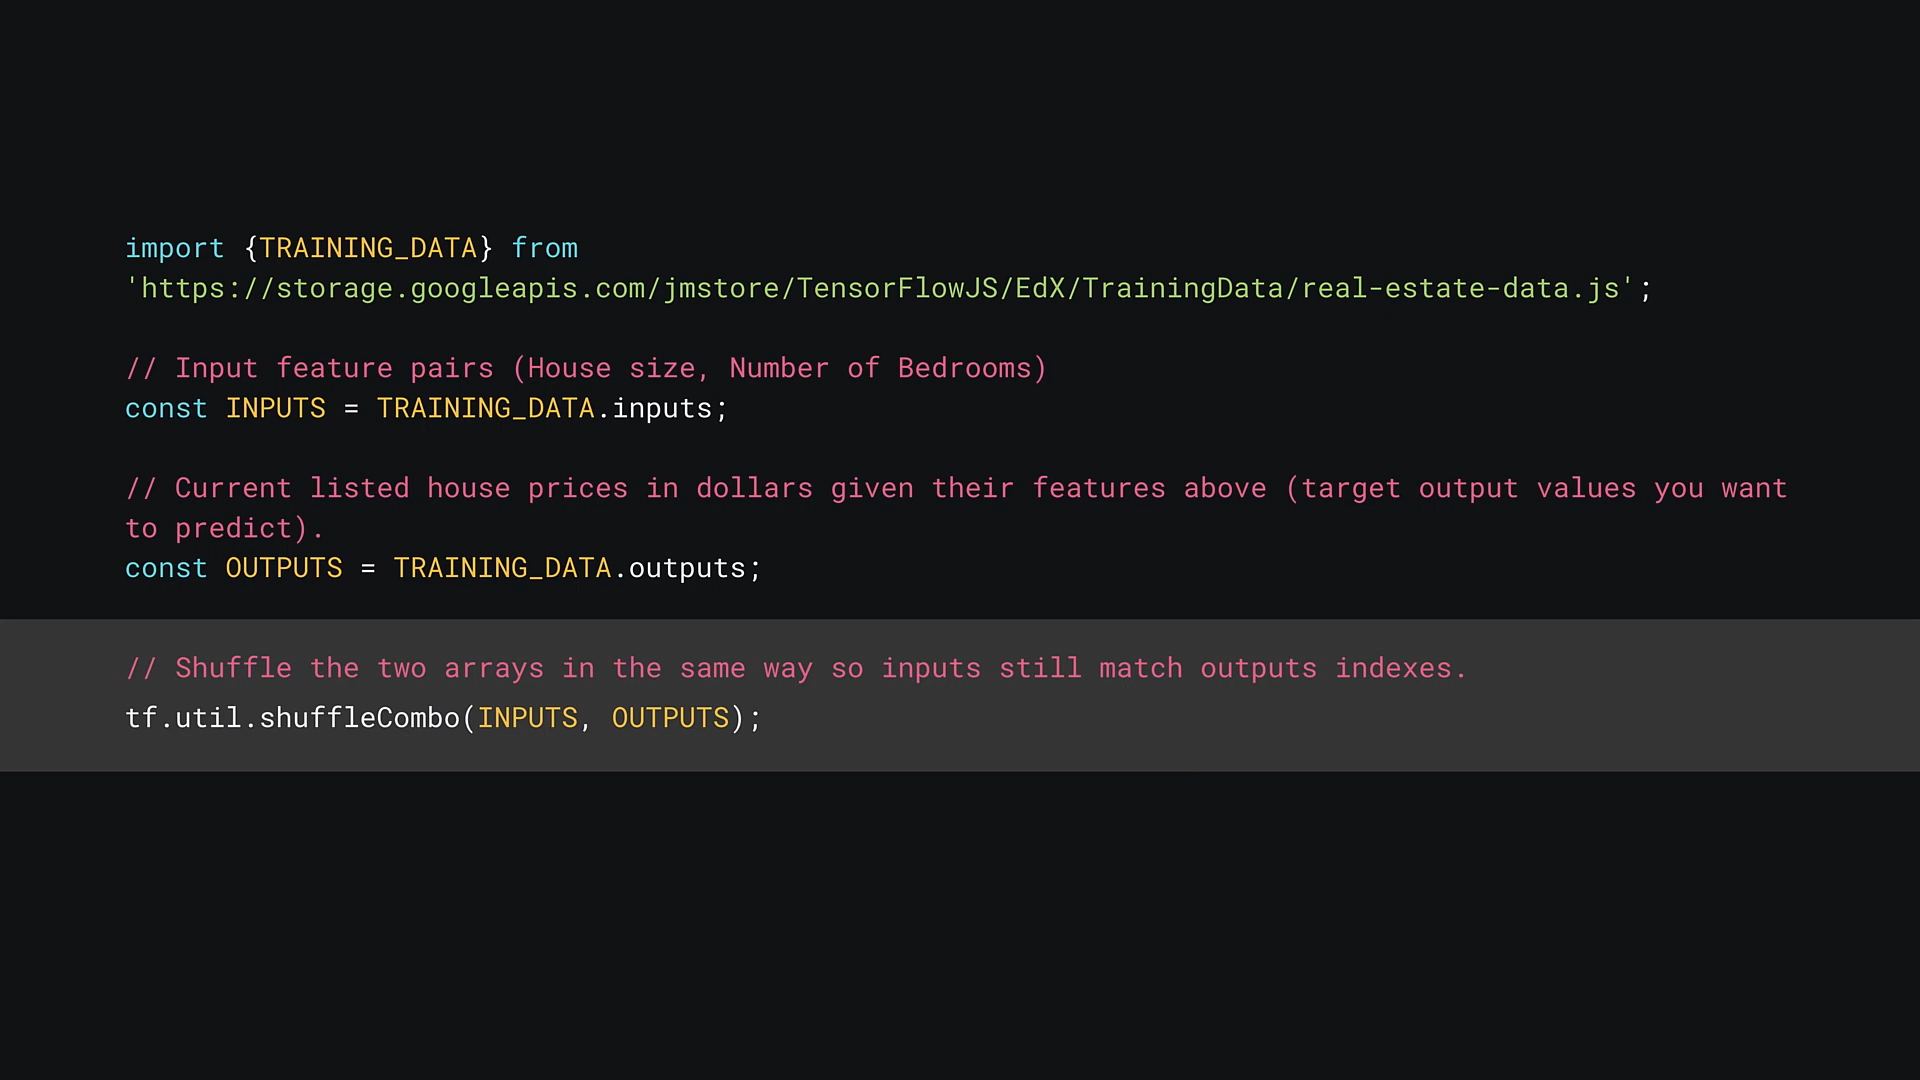 import {TRAINING_DATA} from
'https://storage.googleapis.com/jmstore/TensorFlowJS/EdX/TrainingData/real-estate-data.js';
// Input feature pairs (House size, Number of Bedrooms)
const INPUTS = TRAINING_DATA.inputs;
// Current listed house prices in dollars given their features above (target output values you want
to predict).
const OUTPUTS = TRAINING_DATA.outputs;
// Shuffle the two arrays in the same way so inputs still match outputs indexes.
tf.util.shuffleCombo(INPUTS, OUTPUTS);